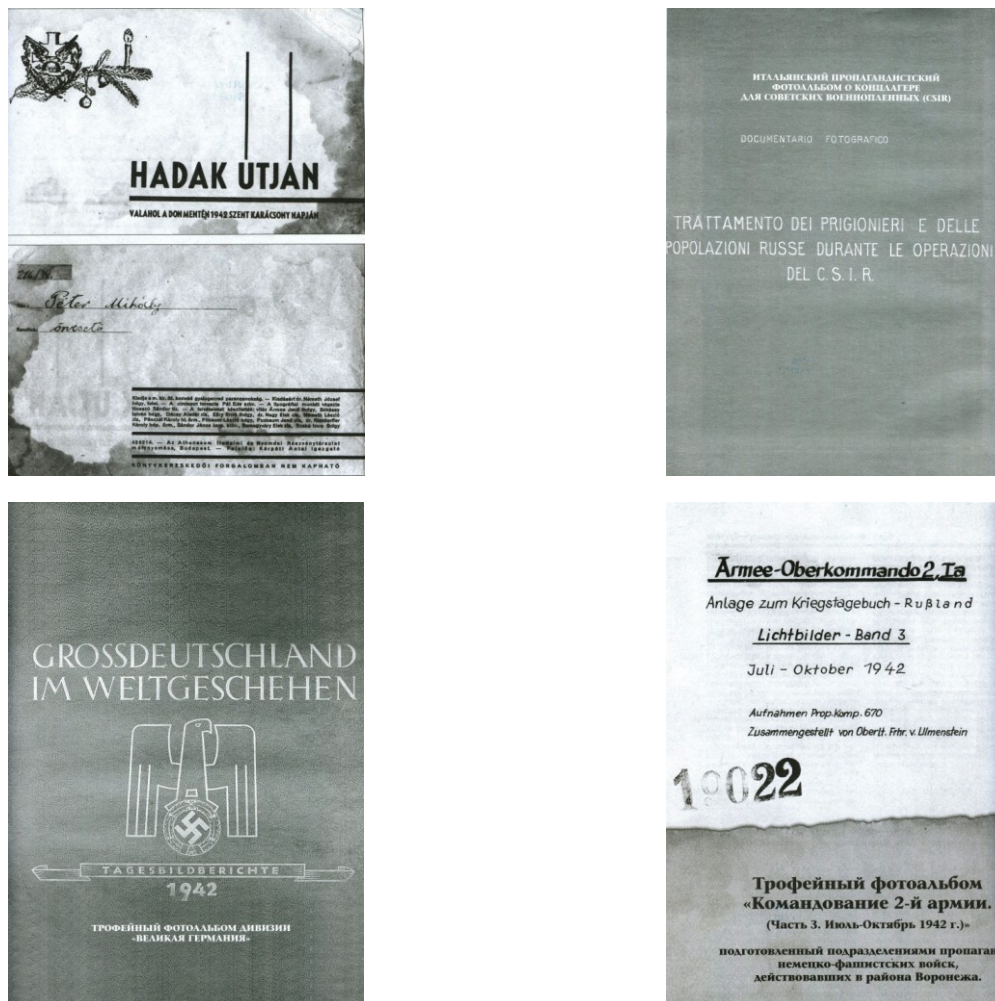 HADAK UTJÁN
VALAHOL A DON MENTÉN 1942 SZENT KARÁCSONY NAPJÁN
Péter Mihály
KÖNYVKERESKEDŐI FORGALOMBAN NEM KAPHATÓ
ИТАЛЬЯНСКИЙ ПРОПАГАНДИСТСКИЙ
ФОТОАЛЬБОМ О КОНЦЛАГЕРЕ
ДЛЯ СОВЕТСКИХ ВОЕННОПЛЕННЫХ (CSIR)
DOCUMENTARIO FOTOGRAFICO
TRATTAMENTO DEI PRIGIONIERI E DELLE
POPOLAZIONI RUSSE DURANTE LE OPERAZIONI
DEL C. S. I. R.
GROSSDEUTSCHLAND
IM WELTGESCHEHEN
TAGESBILDBERICHTE
1942
ТРОФЕЙНЫЙ ФОТОАЛЬБОМ ДИВИЗИИ
«ВЕЛИКАЯ ГЕРМАНИЯ»
Armee-Oberkommando 2, Ia
Anlage zum Kriegstagebuch - Rußland
Lichtbilder - Band 3
Juli - Oktober 1942
Aufnahmen Prop. Komp. 670
Zusammengestellt von Oberlt. Frhr. v. Ulmenstein
19022
Трофейный фотоальбом
«Командование 2-й армии.
(Часть 3. Июль-Октябрь 1942 г.)»
подготовленный подразделениями пропаган
немецко-фашистских войск,
действовавших в района Воронежа.